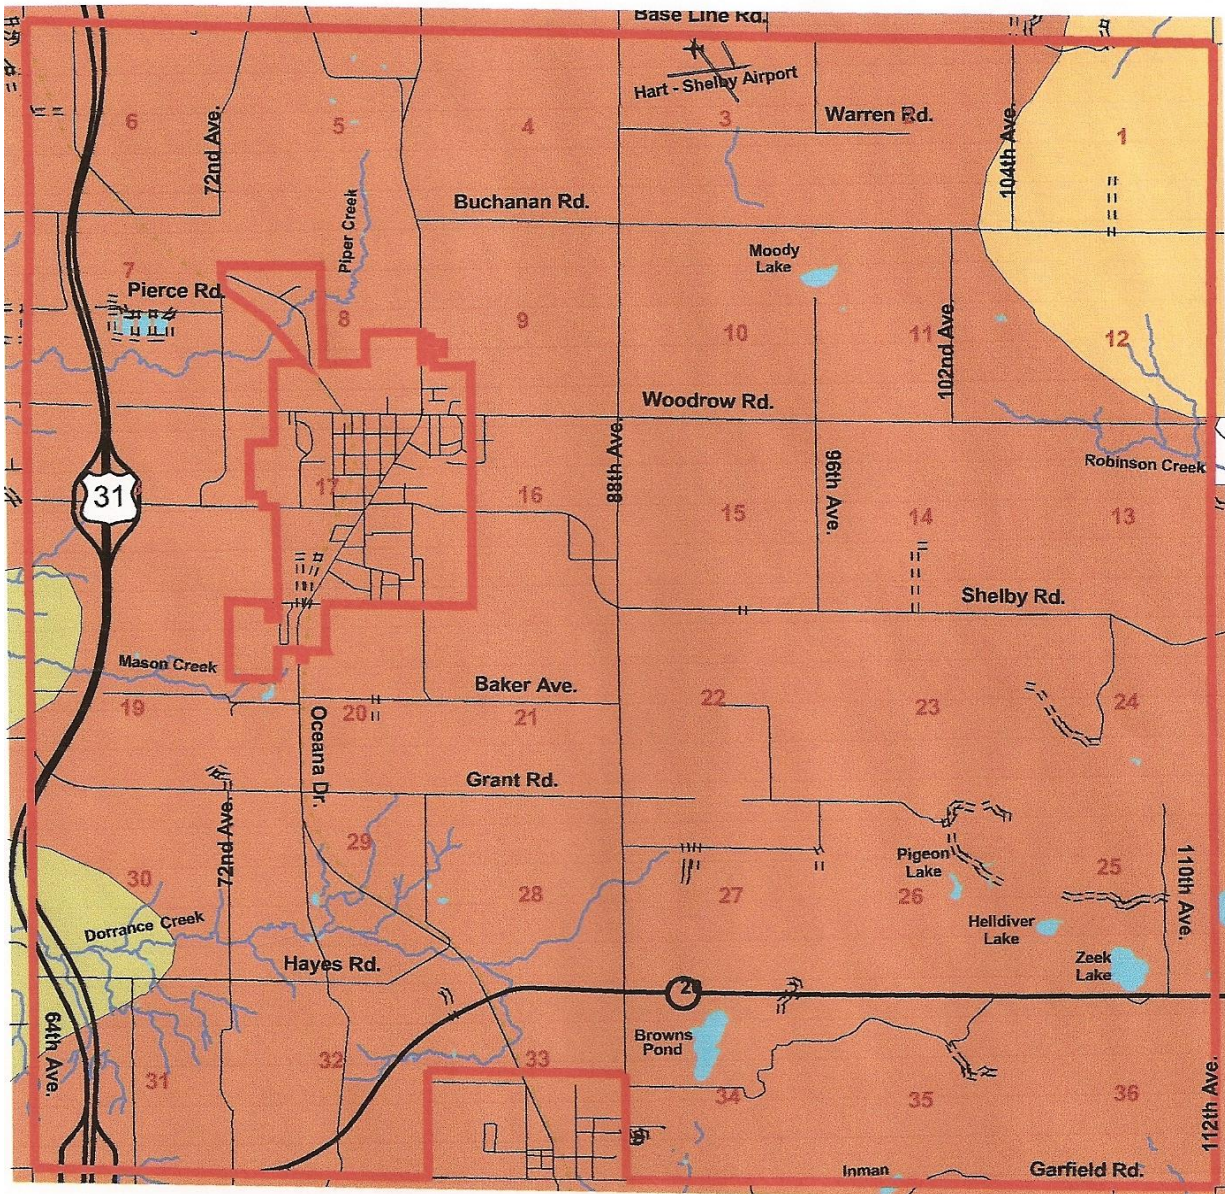 Base Line Rd.
Hart - Shelby Airport
6
5
4
3
Warren Rd.
1
72nd Ave.
104th Ave.
Buchanan Rd.
Piper Creek
Moody
Lake
7
Pierce Rd.
8
9
10
11
12
102nd Ave.
Woodrow Rd.
88th Ave.
96th Ave.
Robinson Creek
31
17
16
15
14
13
Shelby Rd.
Mason Creek
19
20
Baker Ave.
21
22
23
24
Oceana Dr.
Grant Rd.
72nd Ave.
29
30
28
27
Pigeon
Lake
26
25
110th Ave.
Dorrance Creek
Helldiver
Lake
Hayes Rd.
Zeek
Lake
64th Ave.
Browns
Pond
31
32
33
34
35
36
112th Ave.
Inman
Garfield Rd.